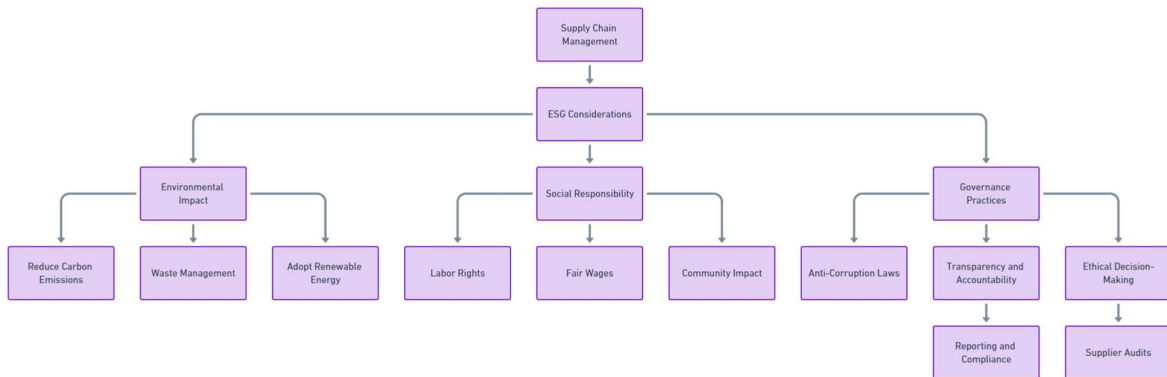 Supply Chain
Management
ESG Considerations
Environmental
Impact
Social Responsibility
Governance
Practices
Reduce Carbon
Emissions
Waste Management
Adopt Renewable
Energy
Labor Rights
Fair Wages
Community Impact
Anti-Corruption Laws
Transparency and
Accountability
Ethical Decision-
Making
Reporting and
Compliance
Supplier Audits